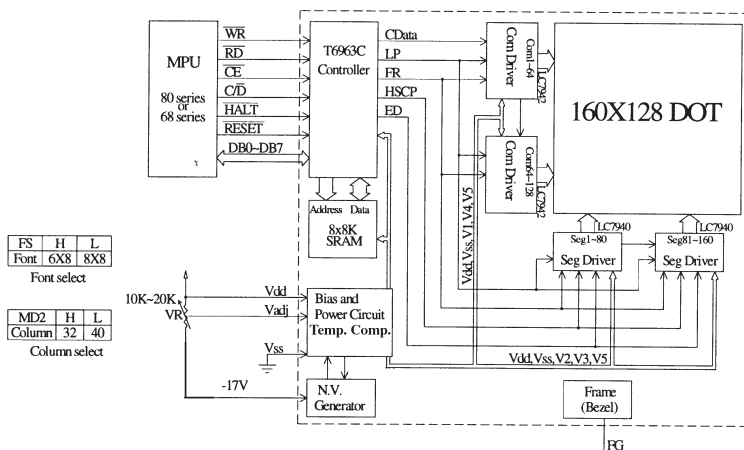 MPU
80 series
or
68 series
WR
RD
CE
C/D
HALT
RESET
DB0~DB7
T6963C
Controller
CData
LP
FR
HSCP
ED
Address Data
8x8K
SRAM
Com Driver
Com1~64
LC7942
Com Driver
Com64~128
LC7942
160X128 DOT
Vdd,Vss,V1,V4,V5
LC7940
Seg1~80
Seg Driver
LC7940
Seg81~160
Seg Driver
FS H L
Font 6X8 8X8
Font select
MD2 H L
Column 32 40
Column select
10K~20K
VR
Vdd
Vadj
Vss
-17V
Bias and
Power Circuit
Temp. Comp.
N.V.
Generator
Vdd,Vss,V2,V3,V5
Frame
(Bezel)
FG